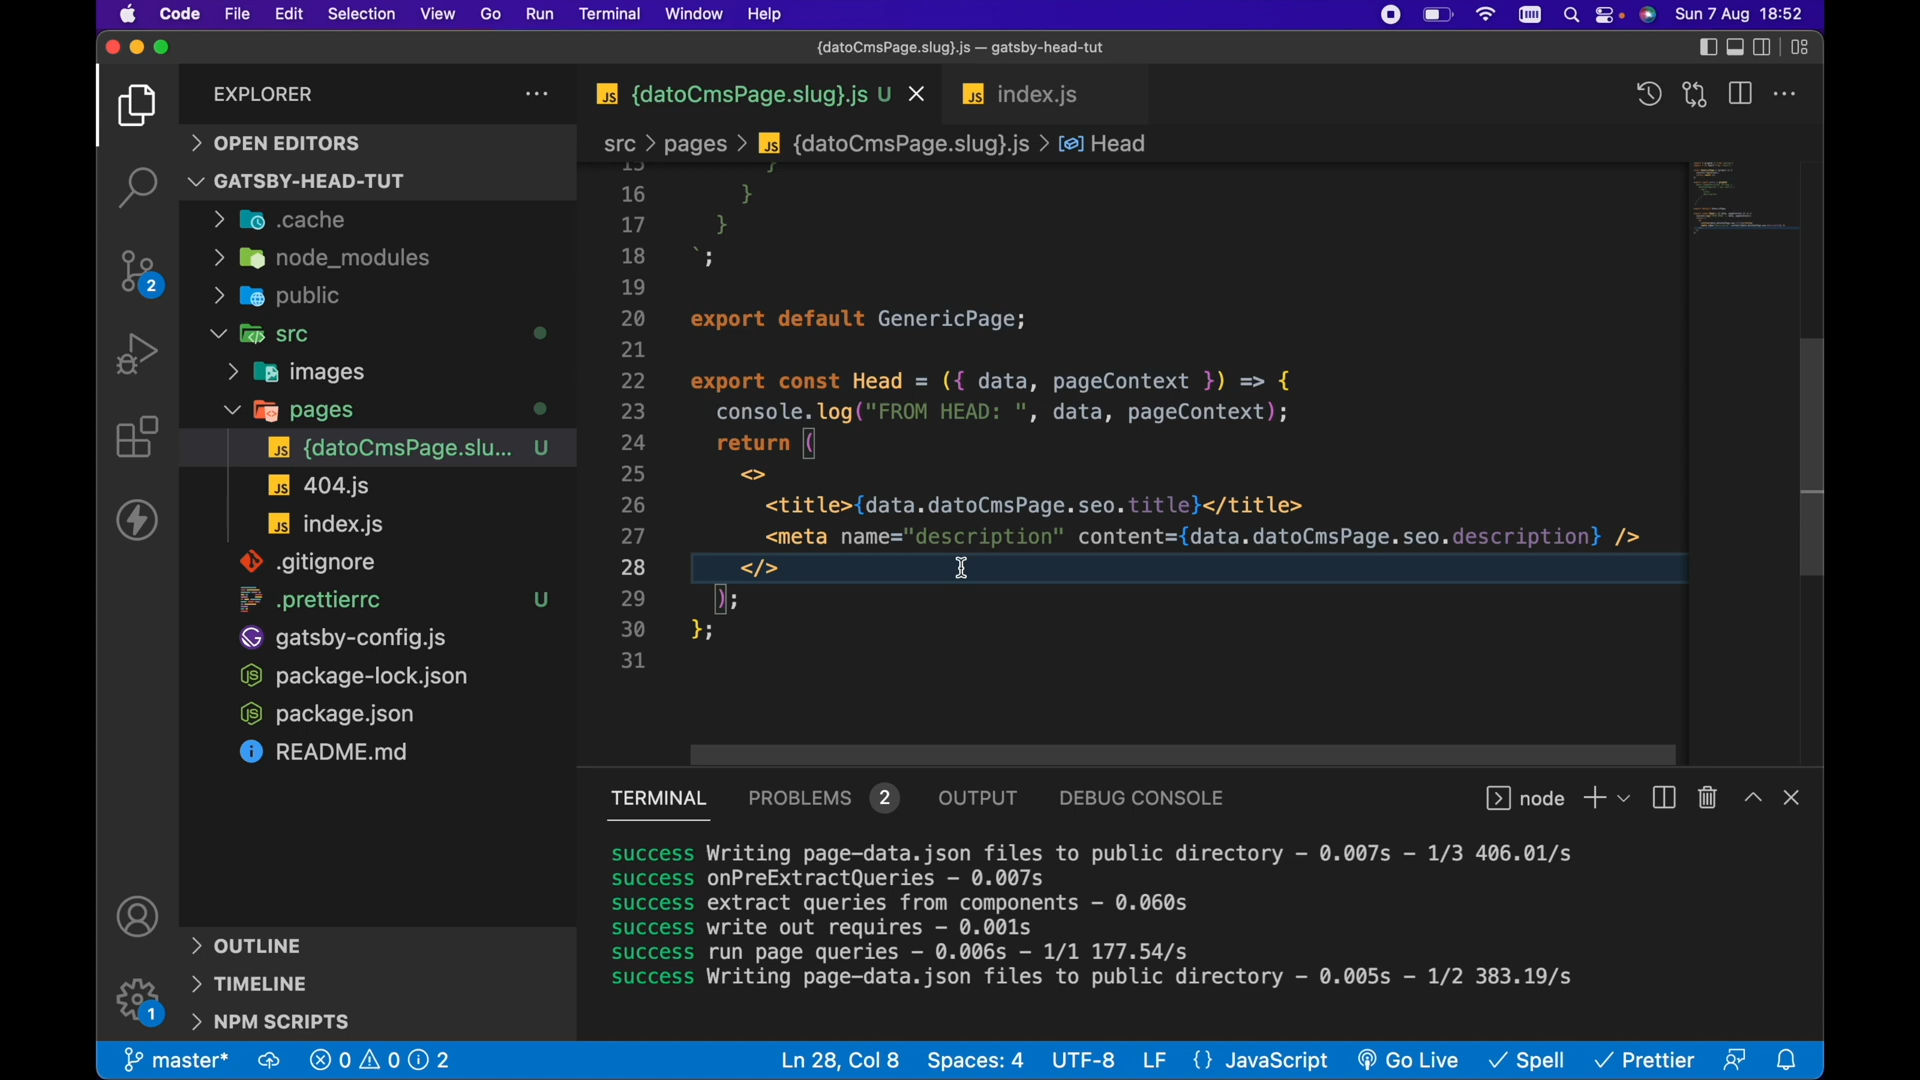 Code File Edit Selection View Go Run Terminal Window Help Sun 7 Aug 18:52
{datoCmsPage.slug}.js — gatsby-head-tut
EXPLORER
OPEN EDITORS
GATSBY-HEAD-TUT
.cache
node_modules
public
src
images
pages
{datoCmsPage.slu... U
404.js
index.js
.gitignore
.prettierrc U
gatsby-config.js
package-lock.json
package.json
README.md
OUTLINE
TIMELINE
NPM SCRIPTS
2
1
{datoCmsPage.slug}.js U
index.js
src > pages > {datoCmsPage.slug}.js > Head
15 }
16 }
17 }
18 `;
19
20 export default GenericPage;
21
22 export const Head = ({ data, pageContext }) => {
23 console.log("FROM HEAD: ", data, pageContext);
24 return (
25 <>
26 <title>{data.datoCmsPage.seo.title}</title>
27 <meta name="description" content={data.datoCmsPage.seo.description} />
28 </>
29 );
30 };
31
TERMINAL PROBLEMS 2 OUTPUT DEBUG CONSOLE node
success Writing page-data.json files to public directory - 0.007s - 1/3 406.01/s
success onPreExtractQueries - 0.007s
success extract queries from components - 0.060s
success write out requires - 0.001s
success run page queries - 0.006s - 1/1 177.54/s
success Writing page-data.json files to public directory - 0.005s - 1/2 383.19/s
master* 0 0 2 Ln 28, Col 8 Spaces: 4 UTF-8 LF {} JavaScript Go Live Spell Prettier